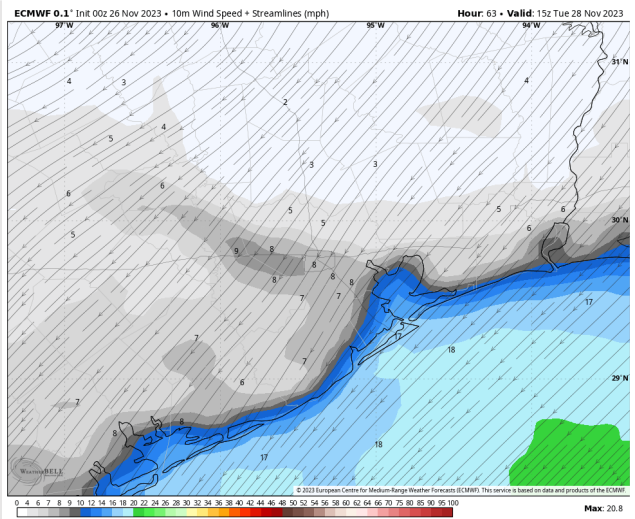 ECMWF 0.1° Init 00z 26 Nov 2023 • 10m Wind Speed + Streamlines (mph)
Hour: 63 • Valid: 15z Tue 28 Nov 2023
97°W 96°W 95°W 94°W
31°N
4 3 4
2
5 4
3 3
6 6
5 5 5 6
30°N
5 6
9 8
8 8
8 8
7 7
17
17
7 18
7
6
29°N
7
8 8
18
17
WeatherBELL
© 2023 European Centre for Medium-Range Weather Forecasts (ECMWF). This service is based on data and products of the ECMWF.
0 4 6 8 9 10 12 14 16 18 20 22 24 26 28 30 32 34 36 38 40 42 44 46 48 50 52 54 56 58 60 65 70 75 80 85 90 95 100
Max: 20.8